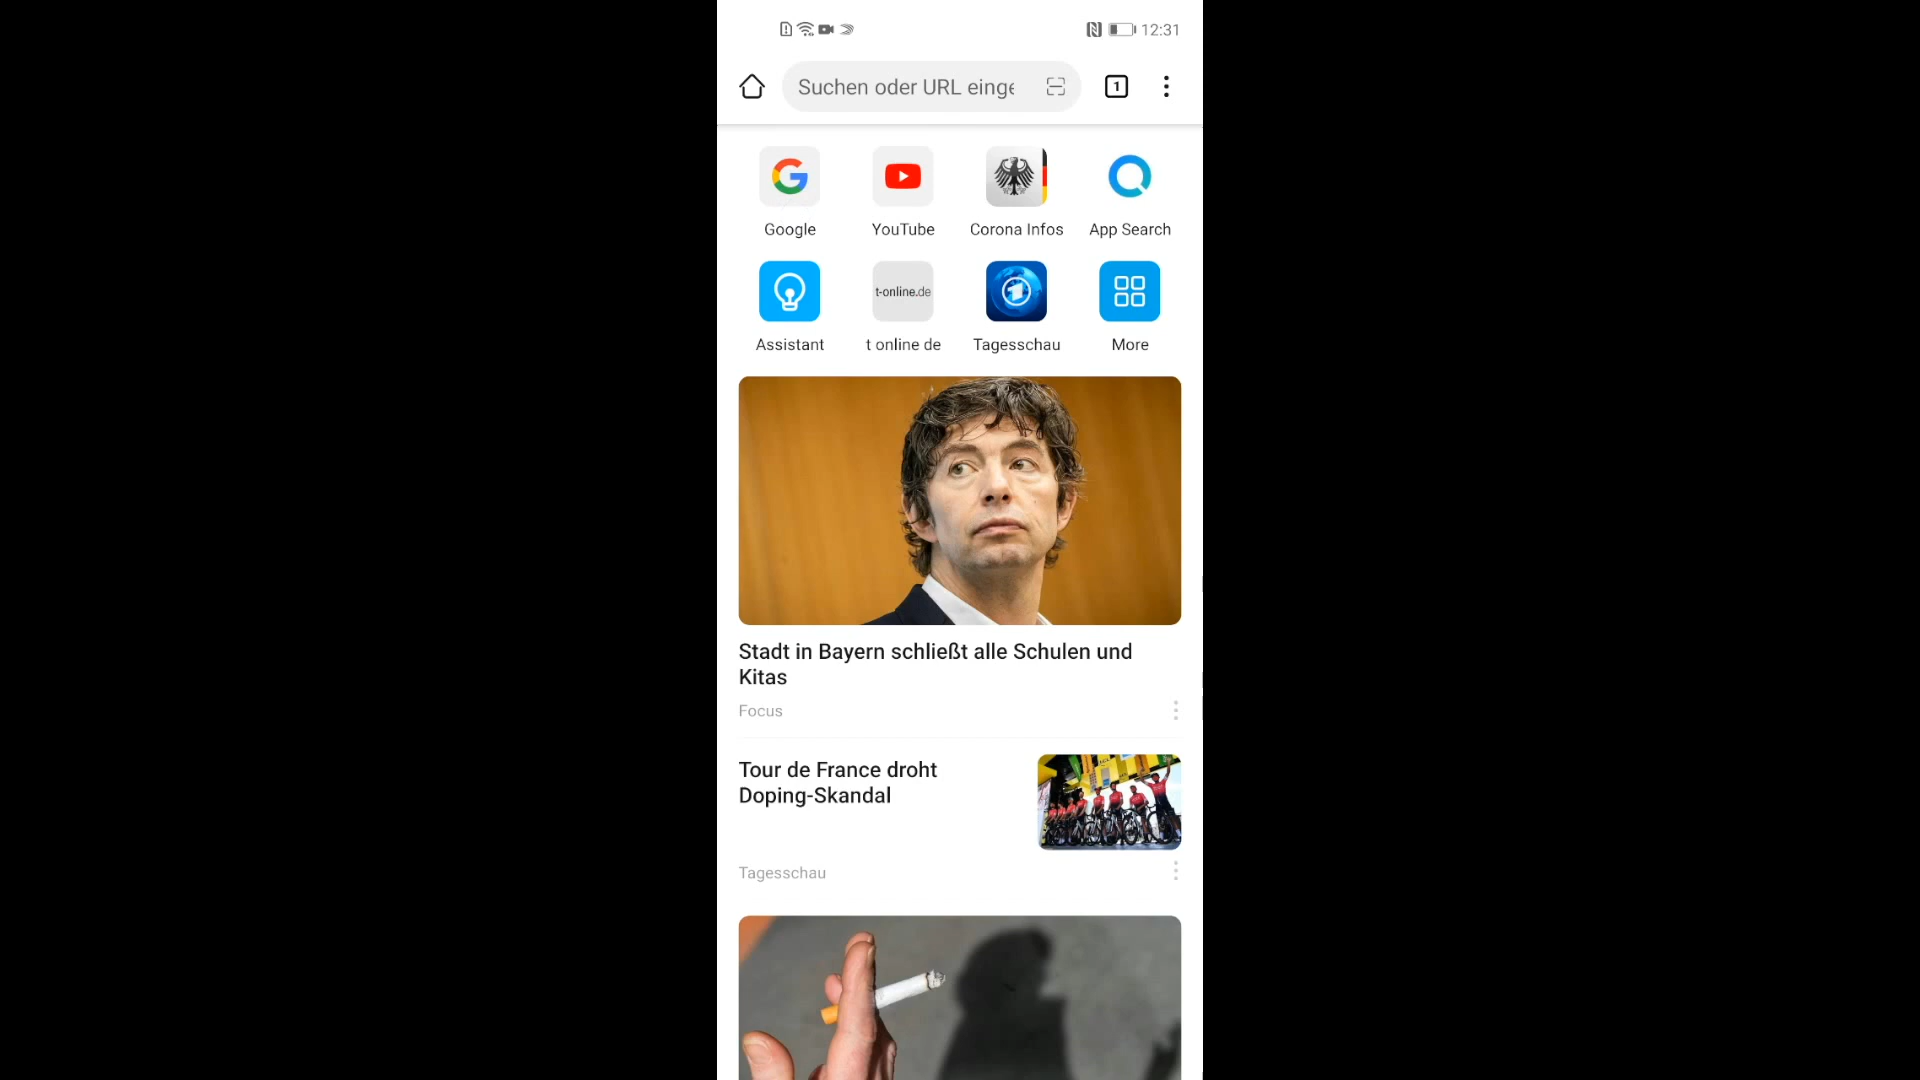 12:31
Suchen oder URL einge
1
Google
YouTube
Corona Infos
App Search
t-online.de
Assistant
t online de
Tagesschau
More
Stadt in Bayern schließt alle Schulen und
Kitas
Focus
Tour de France droht
Doping-Skandal
Tagesschau